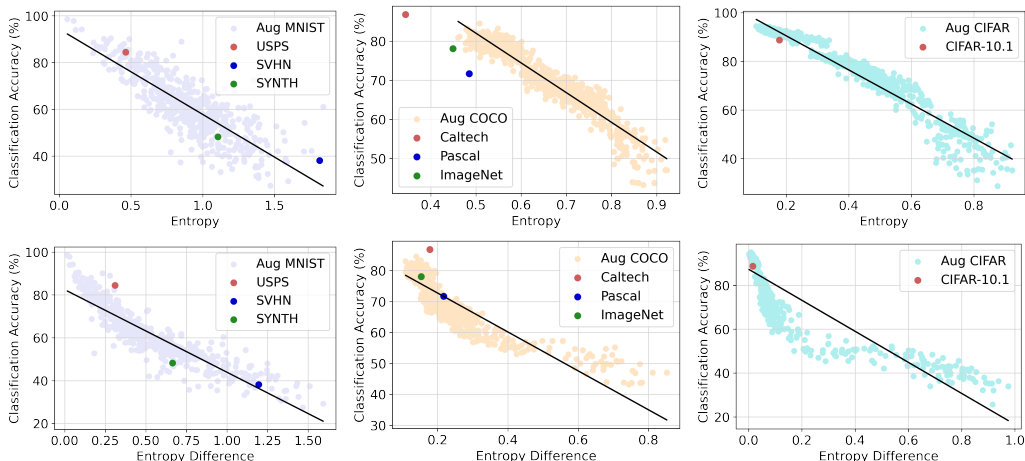 Classification Accuracy (%)
100
80
60
40
0.0
0.5
1.0
1.5
Entropy
Aug MNIST
USPS
SVHN
SYNTH
Classification Accuracy (%)
80
70
60
50
0.4
0.5
0.6
0.7
0.8
0.9
Entropy
Aug COCO
Caltech
Pascal
ImageNet
Classification Accuracy (%)
100
80
60
40
0.2
0.4
0.6
0.8
Entropy
Aug CIFAR
CIFAR-10.1
Classification Accuracy (%)
100
80
60
40
20
0.00
0.25
0.50
0.75
1.00
1.25
1.50
Entropy Difference
Aug MNIST
USPS
SVHN
SYNTH
Classification Accuracy (%)
80
70
60
50
40
30
0.2
0.4
0.6
0.8
Entropy Difference
Aug COCO
Caltech
Pascal
ImageNet
Classification Accuracy (%)
80
60
40
20
0.0
0.2
0.4
0.6
0.8
1.0
Entropy Difference
Aug CIFAR
CIFAR-10.1